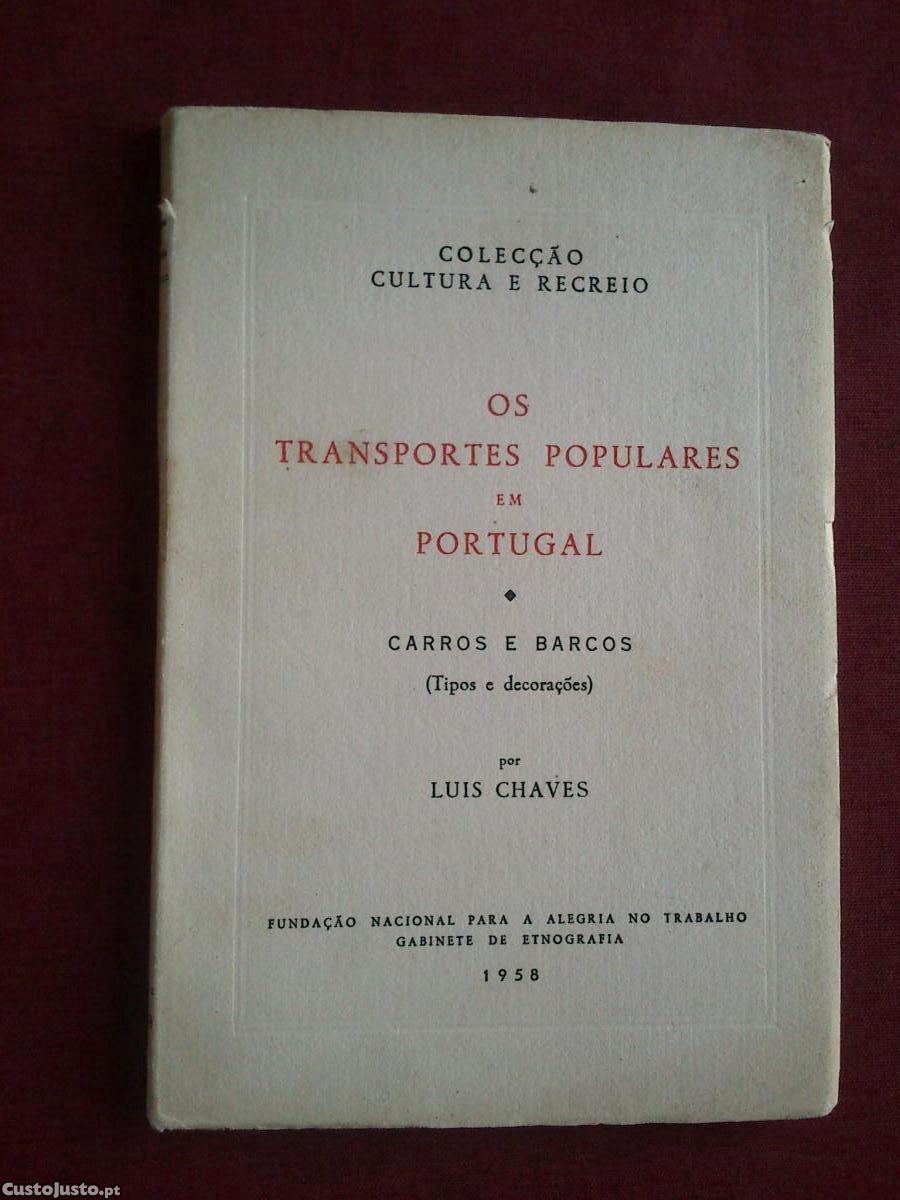 COLECÇÃO
CULTURA E RECREIO
OS
TRANSPORTES POPULARES
EM
PORTUGAL
CARROS E BARCOS
(Tipos e decorações)
por
LUIS CHAVES
FUNDAÇÃO NACIONAL PARA A ALEGRIA NO TRABALHO
GABINETE DE ETNOGRAFIA
1958
CustoJusto.pt